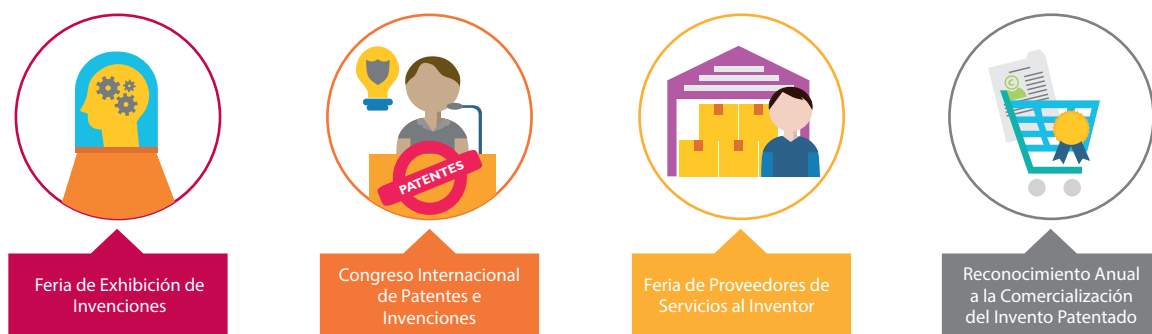 PATENTES
©
Feria de Exhibición de
Invenciones
Congreso Internacional
de Patentes e
Invenciones
Feria de Proveedores de
Servicios al Inventor
Reconocimiento Anual
a la Comercialización
del Invento Patentado